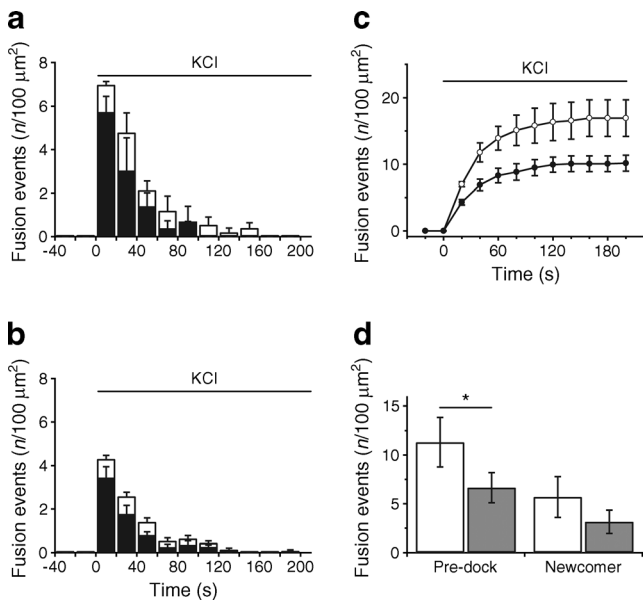 a
Fusion events (n/100 µm²)
8
6
4
2
0
KCl
-40 0 40 80 120 160 200
b
Fusion events (n/100 µm²)
8
6
4
2
0
KCl
-40 0 40 80 120 160 200
Time (s)
c
Fusion events (n/100 µm²)
20
10
0
KCl
0 60 120 180
Time (s)
d
Fusion events (n/100 µm²)
15
10
5
0
*
Pre-dock Newcomer